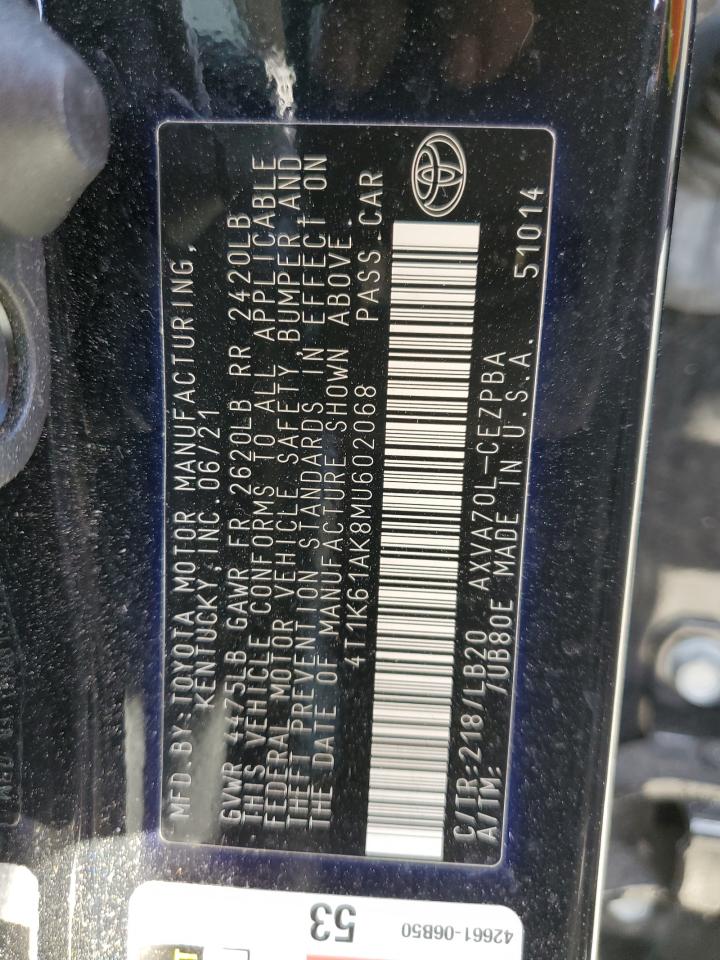 MFD.BY:TOYOTA MOTOR MANUFACTURING,
KENTUCKY,INC.06/21
GVWR 4475LB GAWR FR 2620LB RR 2420LB
THIS VEHICLE CONFORMS TO ALL APPLICABLE
FEDERAL MOTOR VEHICLE SAFETY, BUMPER AND
THEFT PREVENTION STANDARDS IN EFFECT ON
THE DATE OF MANUFACTURE SHOWN ABOVE.
4T1K61AK8MU602068 PASS.CAR
C/TR:218/LB20 AXVA70L-CEZPBA
A/TM: /UB80E MADE IN U.S.A. 51014
53
42661-06B50